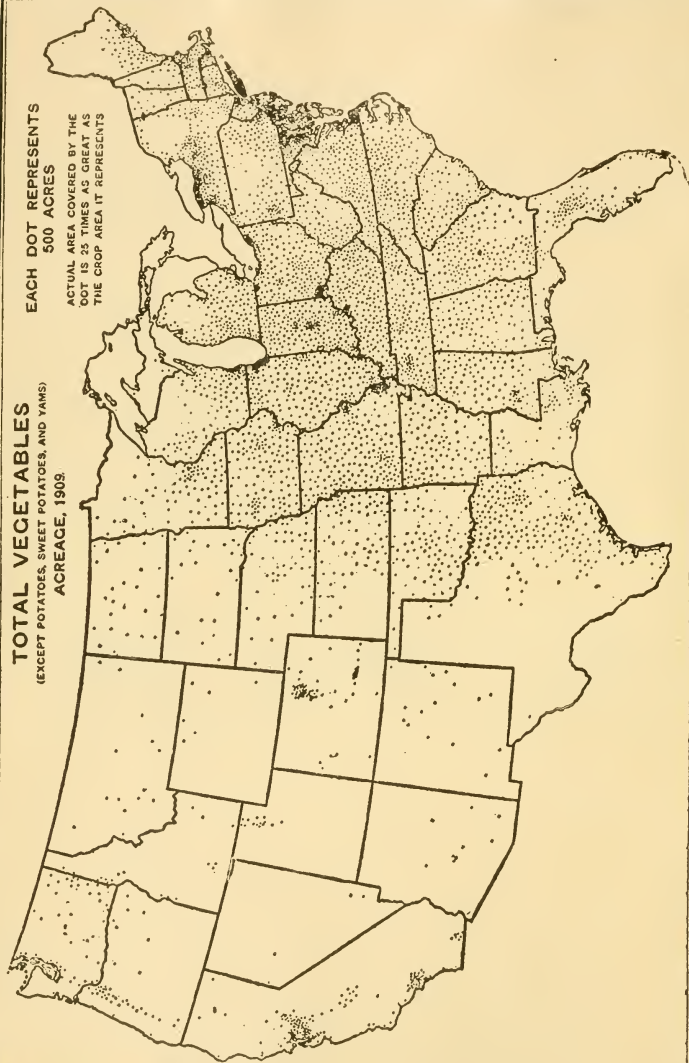 TOTAL VEGETABLES
(EXCEPT POTATOES, SWEET POTATOES, AND YAMS)
ACREAGE, 1909.
EACH DOT REPRESENTS
500 ACRES
ACTUAL AREA COVERED BY THE
DOT IS 25 TIMES AS GREAT AS
THE CROP AREA IT REPRESENTS